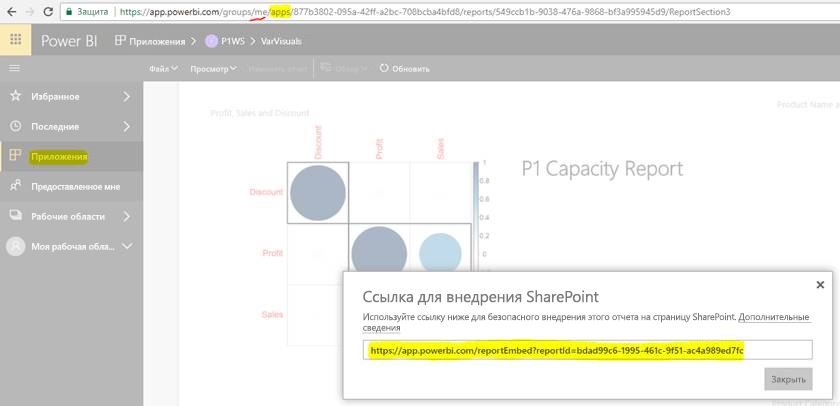 Защита https://app.powerbi.com/groups/me/apps/877b3802-095a-42ff-a2bc-708bcba4bfd8/reports/549ccb1b-9038-476a-9868-bf3a995945d9/ReportSection3
Power BI Приложения P1WS VarVisuals
Файл Просмотр Изменить отчет Обзор Обновить
Избранное
Последние
Приложения
Предоставленное мне
Рабочие области
Моя рабочая обла...
Profit, Sales and Discount
Product Name a
Discount Profit Sales
P1 Capacity Report
Discount
Profit
Sales
1
0.8
0.6
0.4
0.2
0
Ссылка для внедрения SharePoint
Используйте ссылку ниже для безопасного внедрения этого отчета на страницу SharePoint. Дополнительные
сведения
https://app.powerbi.com/reportEmbed?reportId=bdad99c6-1995-461c-9f51-ac4a989ed7fc
Закрыть
Product Categor